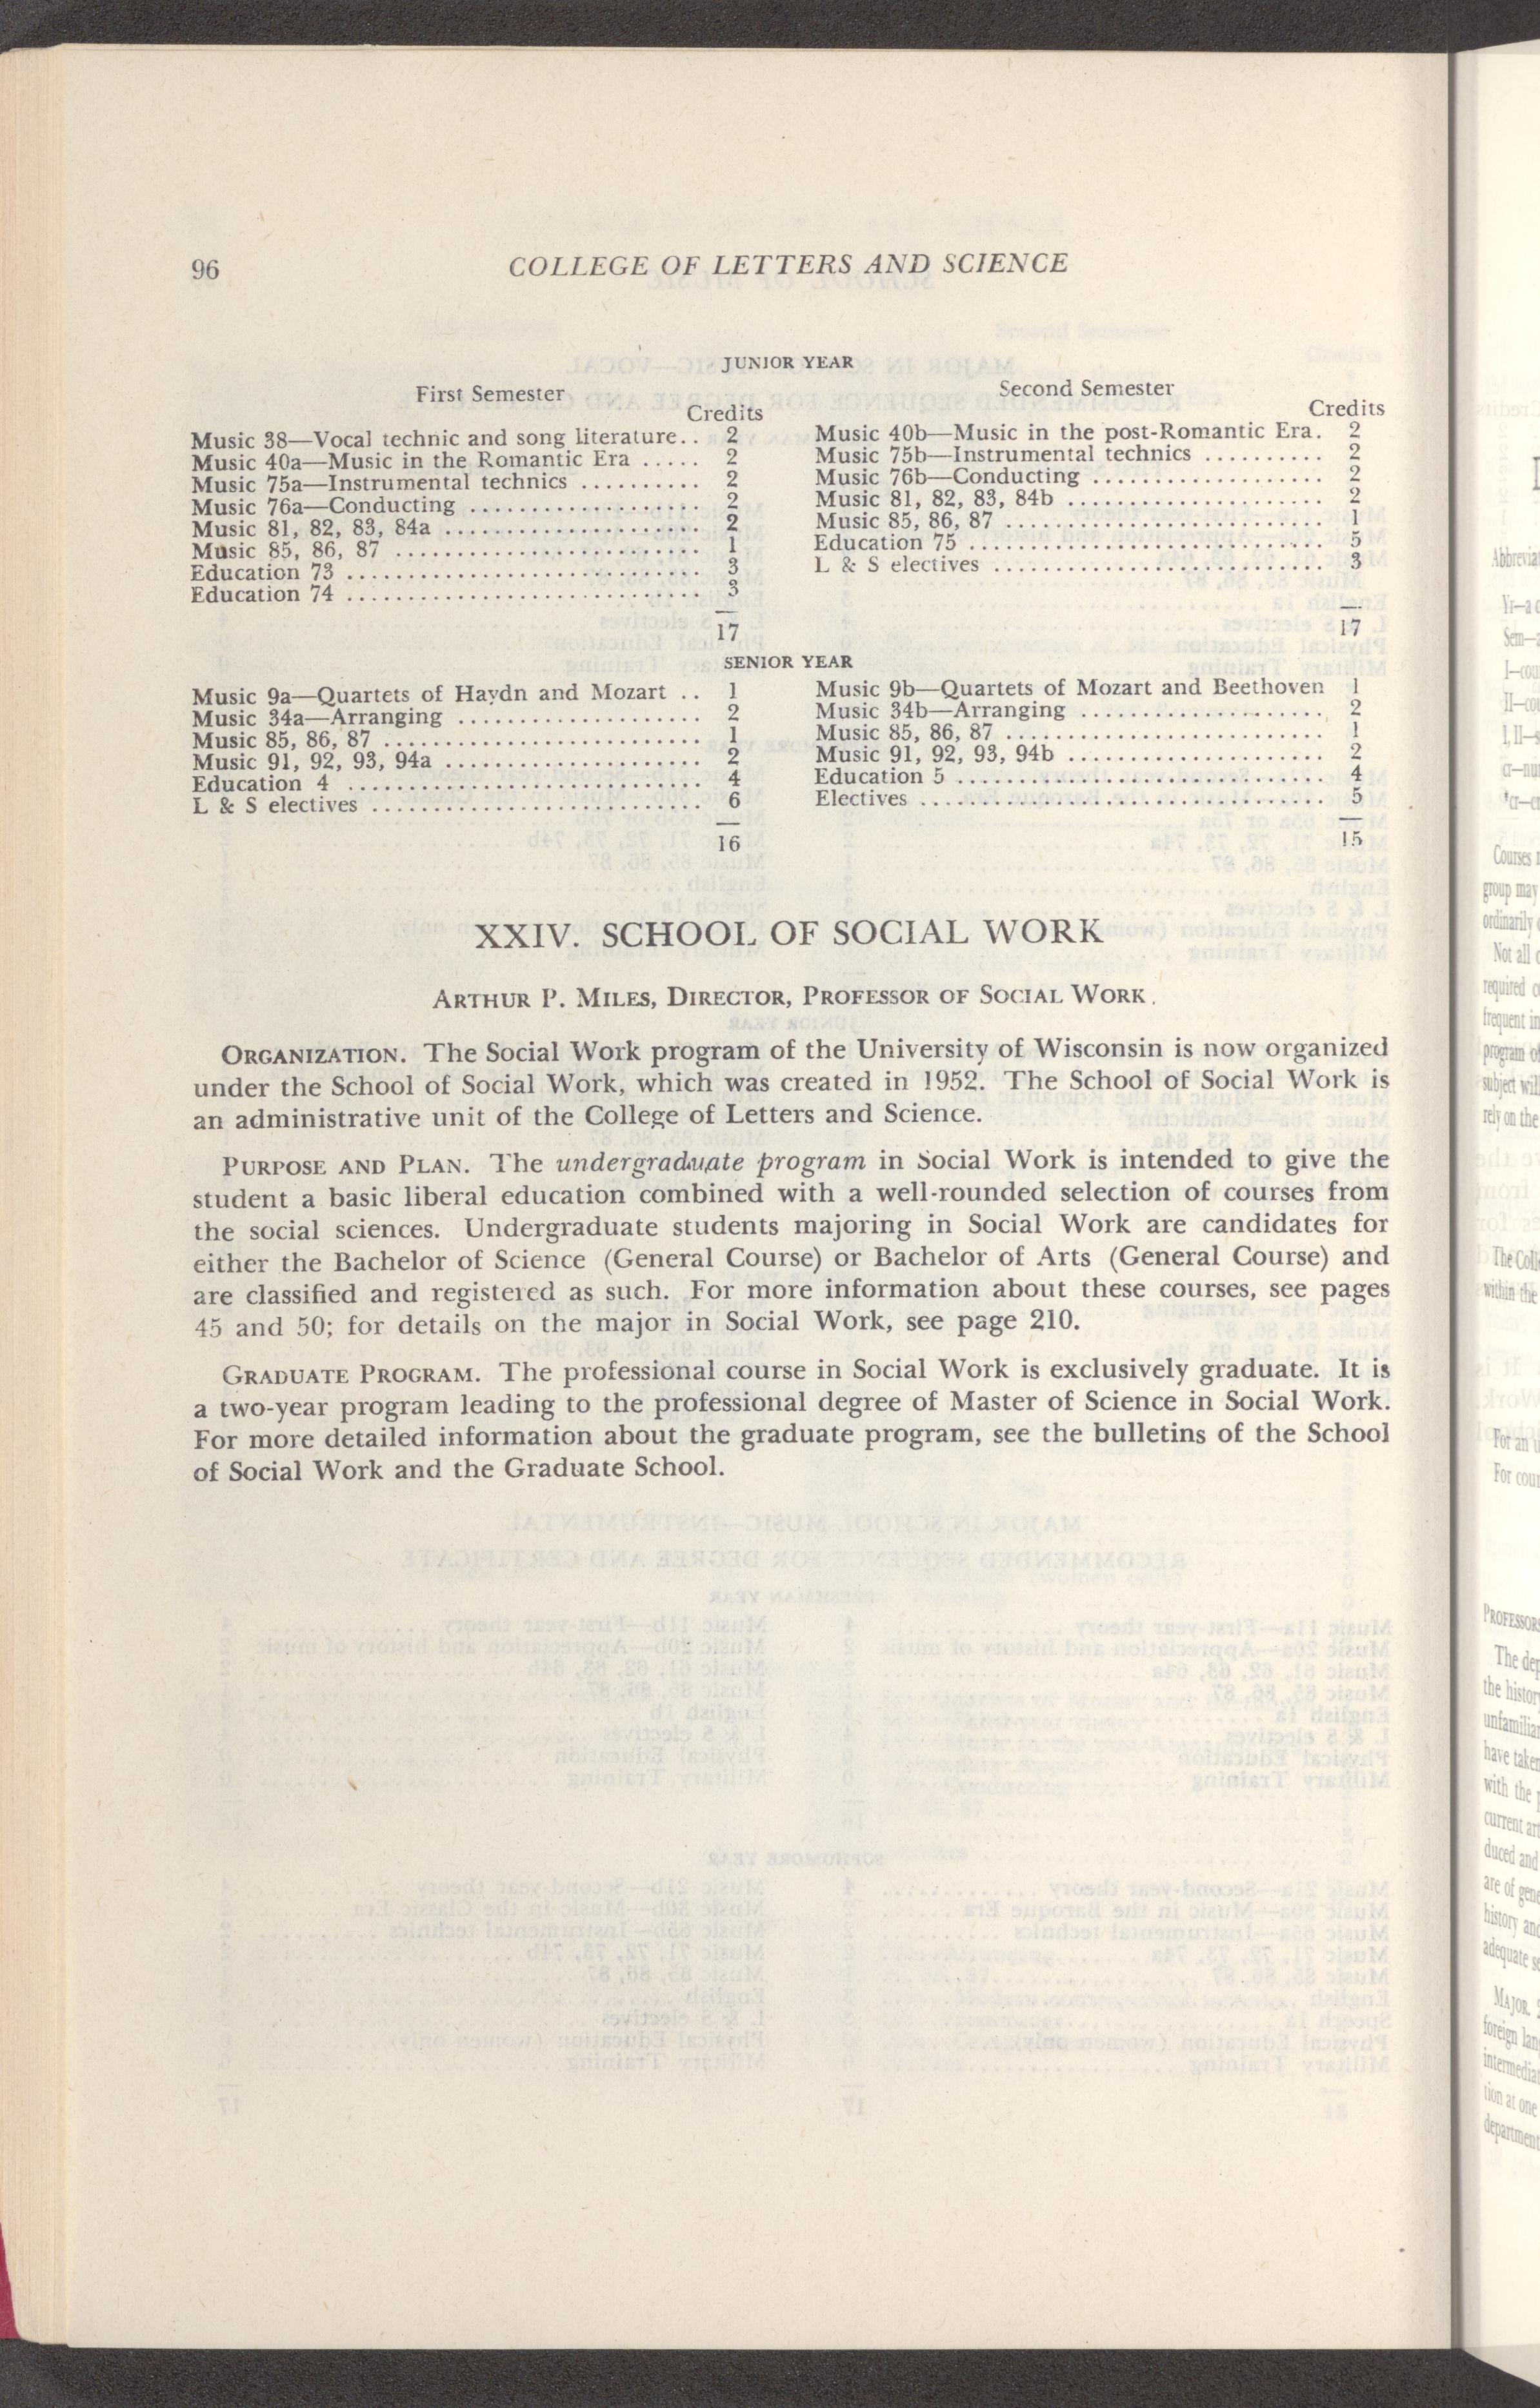 96
COLLEGE OF LETTERS AND SCIENCE
JUNIOR YEAR
First Semester
Credits
Music 38—Vocal technic and song literature.. 2
Music 40a—Music in the Romantic Era ..... 2
Music 75a—Instrumental technics .......... 2
Music 76a—Conducting ................... 2
Music 81, 82, 83, 84a ..................... 2
Music 85, 86, 87 ......................... 1
Education 73 ............................. 3
Education 74 ............................. 3
17
Second Semester
Credits
Music 40b—Music in the post-Romantic Era. 2
Music 75b—Instrumental technics .......... 2
Music 76b—Conducting ................... 2
Music 81, 82, 83, 84b ..................... 2
Music 85, 86, 87 .......................... 1
Education 75 ............................. 5
L & S electives ........................... 3
17
SENIOR YEAR
Music 9a—Quartets of Haydn and Mozart .. 1
Music 34a—Arranging .................... 2
Music 85, 86, 87 .......................... 1
Music 91, 92, 93, 94a ..................... 2
Education 4 ............................. 4
L & S electives ........................... 6
16
Music 9b—Quartets of Mozart and Beethoven 1
Music 34b—Arranging .................... 2
Music 85, 86, 87 .......................... 1
Music 91, 92, 93, 94b ..................... 2
Education 5 .............................. 4
Electives ................................. 5
15
XXIV. SCHOOL OF SOCIAL WORK
ARTHUR P. MILES, DIRECTOR, PROFESSOR OF SOCIAL WORK.
ORGANIZATION. The Social Work program of the University of Wisconsin is now organized
under the School of Social Work, which was created in 1952. The School of Social Work is
an administrative unit of the College of Letters and Science.
PURPOSE AND PLAN. The undergraduate program in Social Work is intended to give the
student a basic liberal education combined with a well-rounded selection of courses from
the social sciences. Undergraduate students majoring in Social Work are candidates for
either the Bachelor of Science (General Course) or Bachelor of Arts (General Course) and
are classified and registered as such. For more information about these courses, see pages
45 and 50; for details on the major in Social Work, see page 210.
GRADUATE PROGRAM. The professional course in Social Work is exclusively graduate. It is
a two-year program leading to the professional degree of Master of Science in Social Work.
For more detailed information about the graduate program, see the bulletins of the School
of Social Work and the Graduate School.